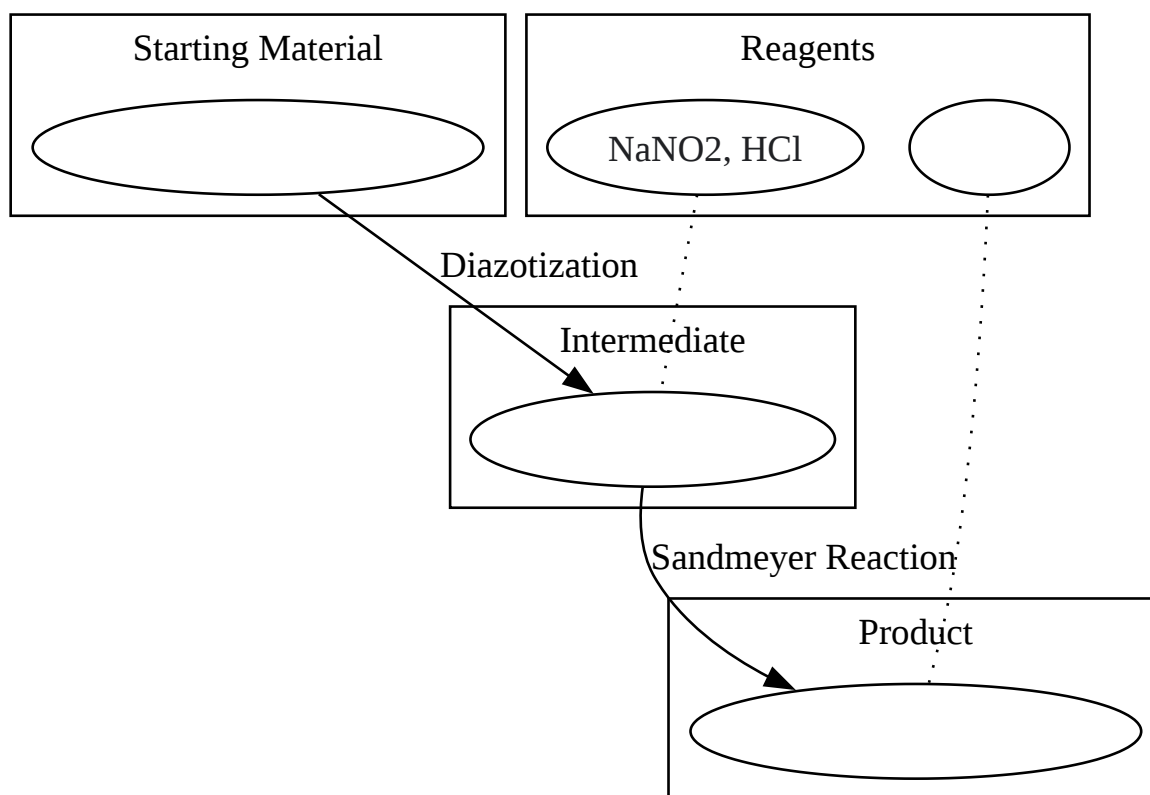 Starting Material
Reagents
NaNO2, HCl
Diazotization
Intermediate
Sandmeyer Reaction
Product